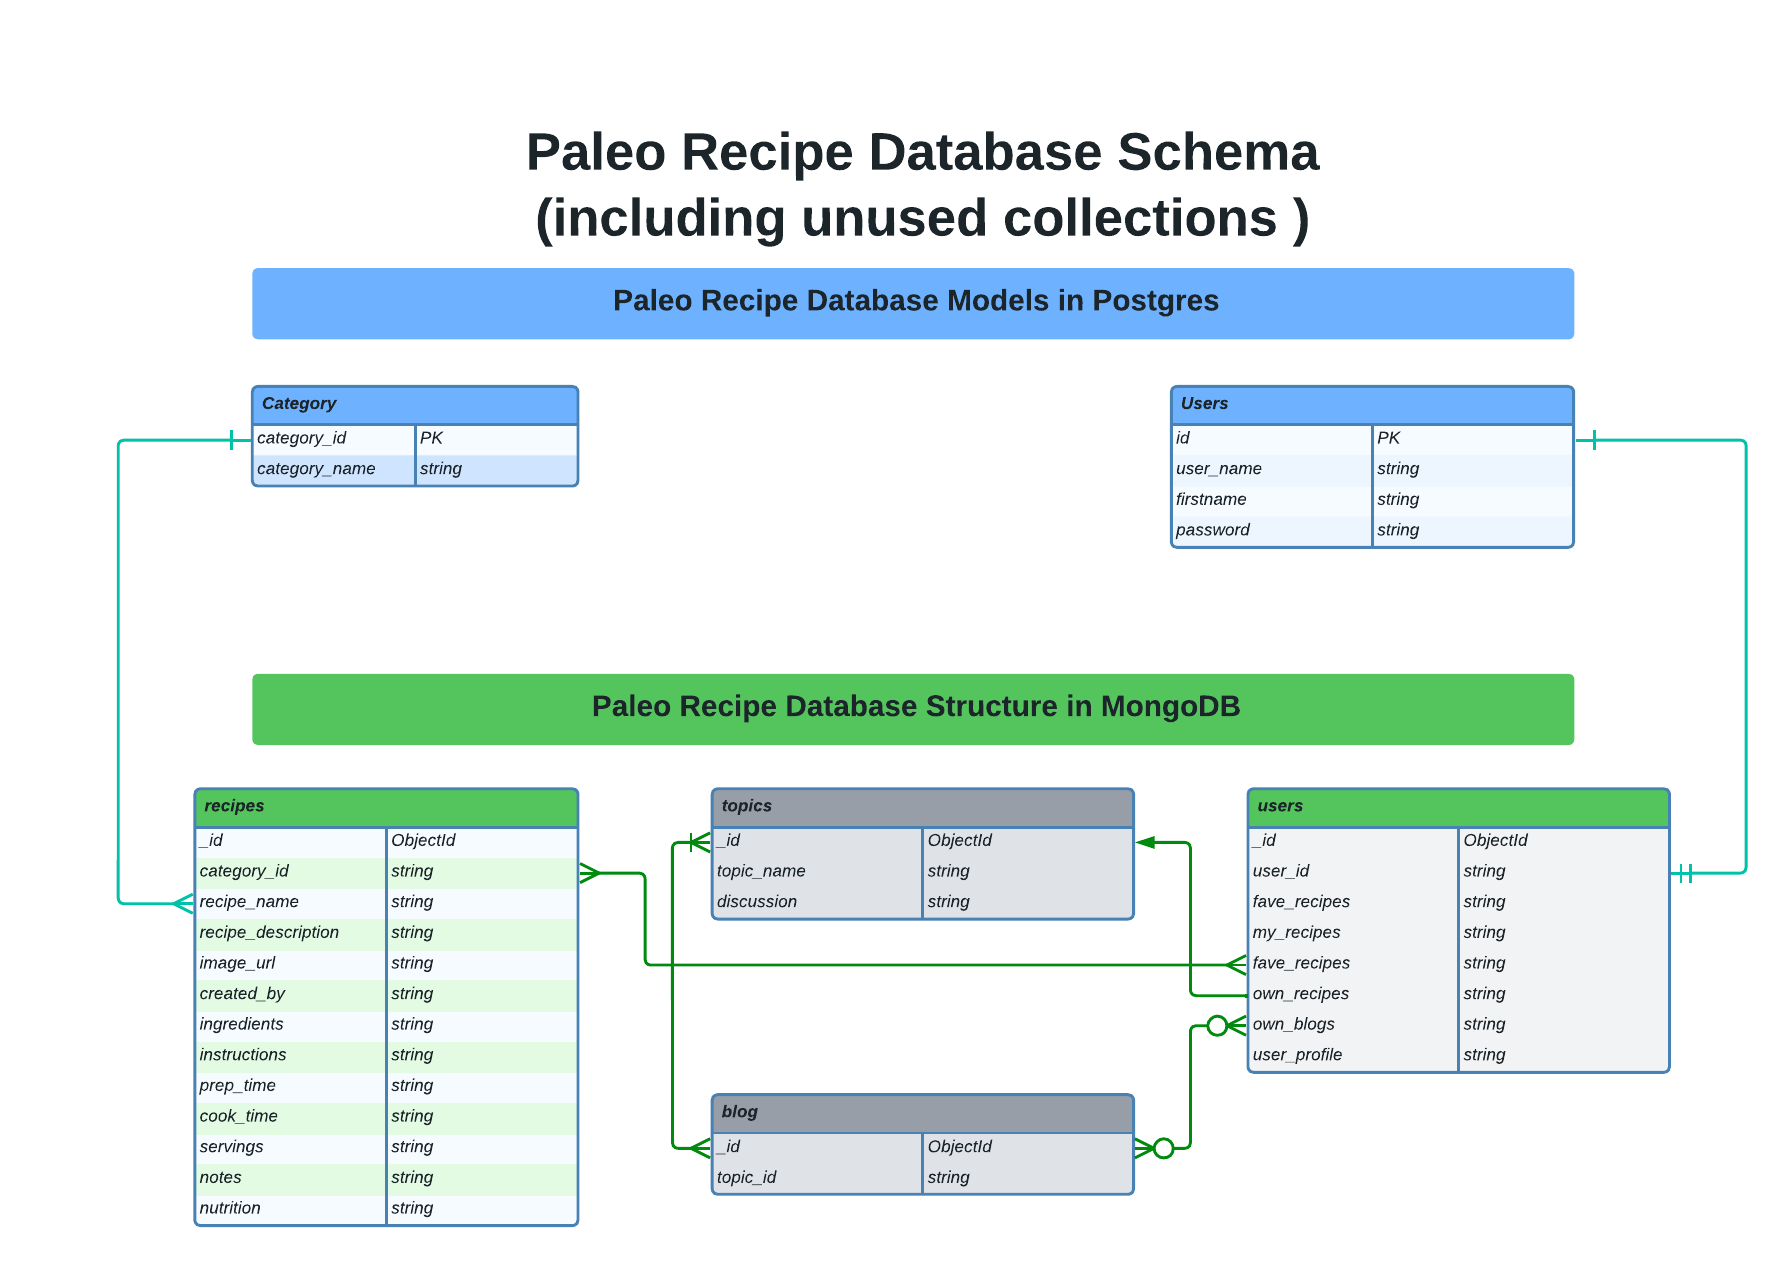 Paleo Recipe Database Schema
(including unused collections )
Paleo Recipe Database Models in Postgres
Category
category_id PK
category_name string
Users
id PK
user_name string
firstname string
password string
Paleo Recipe Database Structure in MongoDB
recipes
_id ObjectId
category_id string
recipe_name string
recipe_description string
image_url string
created_by string
ingredients string
instructions string
prep_time string
cook_time string
servings string
notes string
nutrition string
topics
_id ObjectId
topic_name string
discussion string
blog
_id ObjectId
topic_id string
users
_id ObjectId
user_id string
fave_recipes string
my_recipes string
fave_recipes string
own_recipes string
own_blogs string
user_profile string